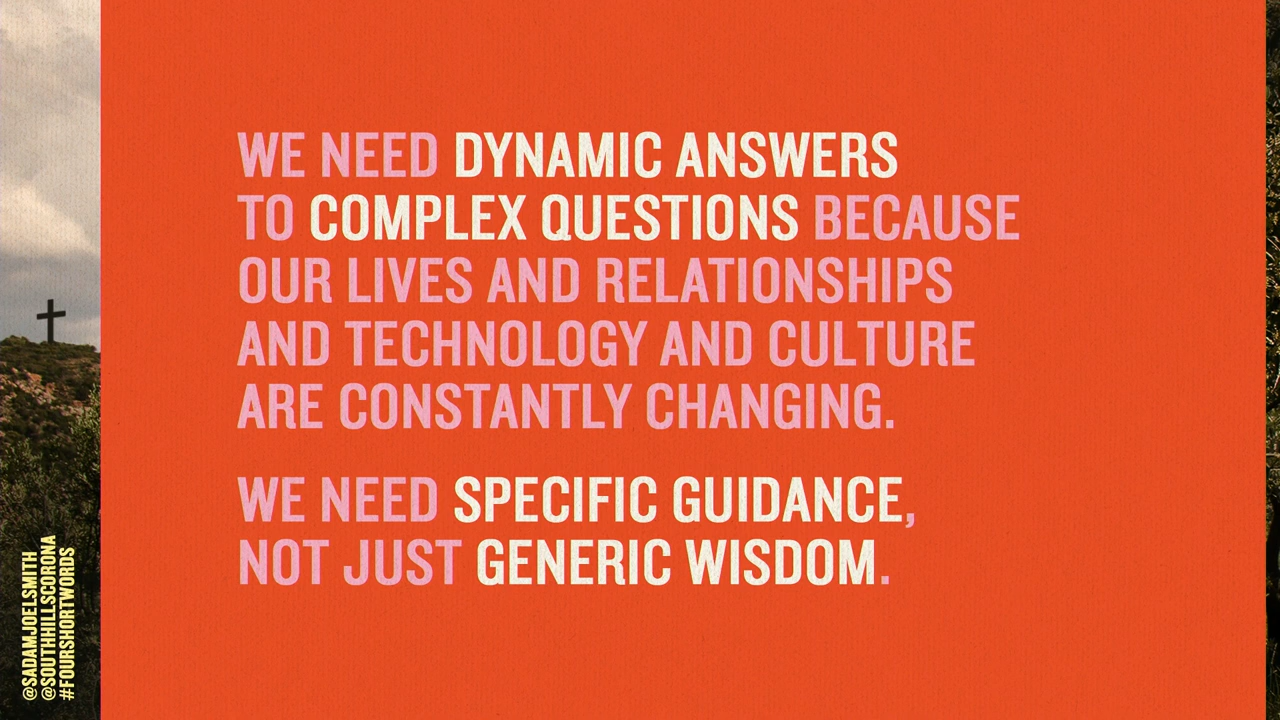 WE NEED DYNAMIC ANSWERS
TO COMPLEX QUESTIONS BECAUSE
OUR LIVES AND RELATIONSHIPS
AND TECHNOLOGY AND CULTURE
ARE CONSTANTLY CHANGING.
WE NEED SPECIFIC GUIDANCE,
NOT JUST GENERIC WISDOM.
@SADAMJOELSMITH
@SOUTHHILLSCORONA
#FOURSHORTWORDS